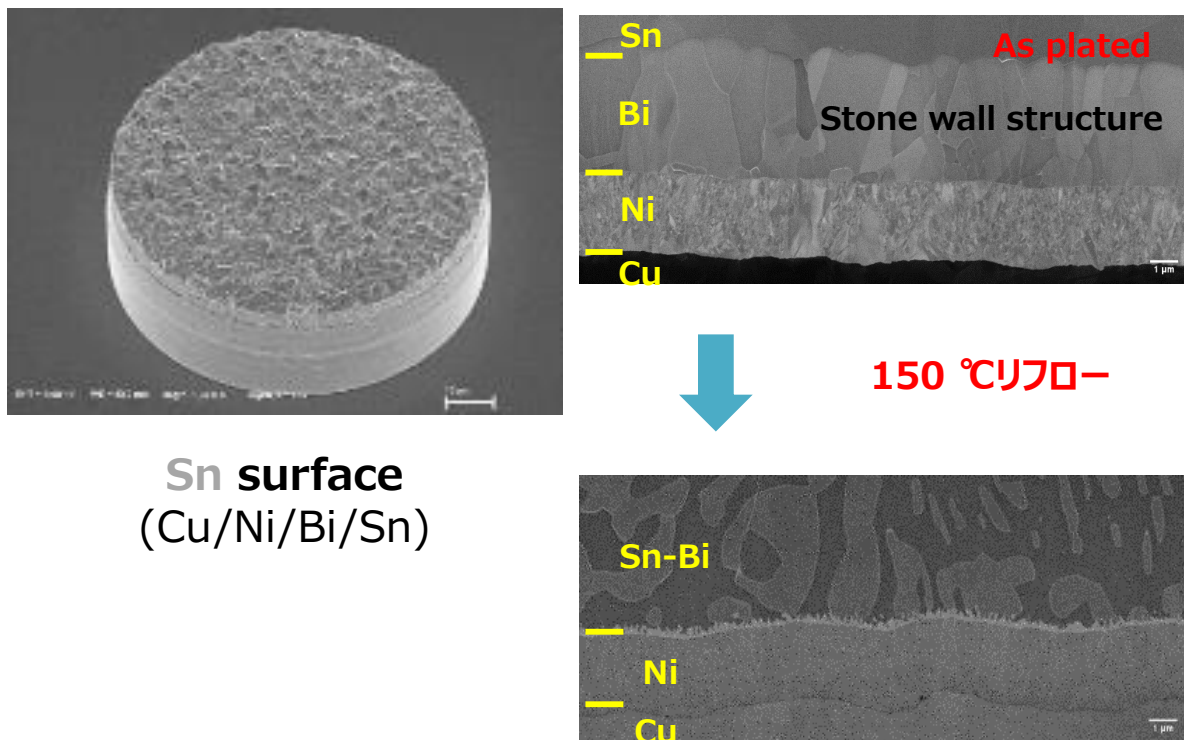 Sn
As plated
Bi
Stone wall structure
Ni
Cu
1 μm
150 ℃リフロー
Sn surface
(Cu/Ni/Bi/Sn)
Sn-Bi
Ni
Cu
1 μm